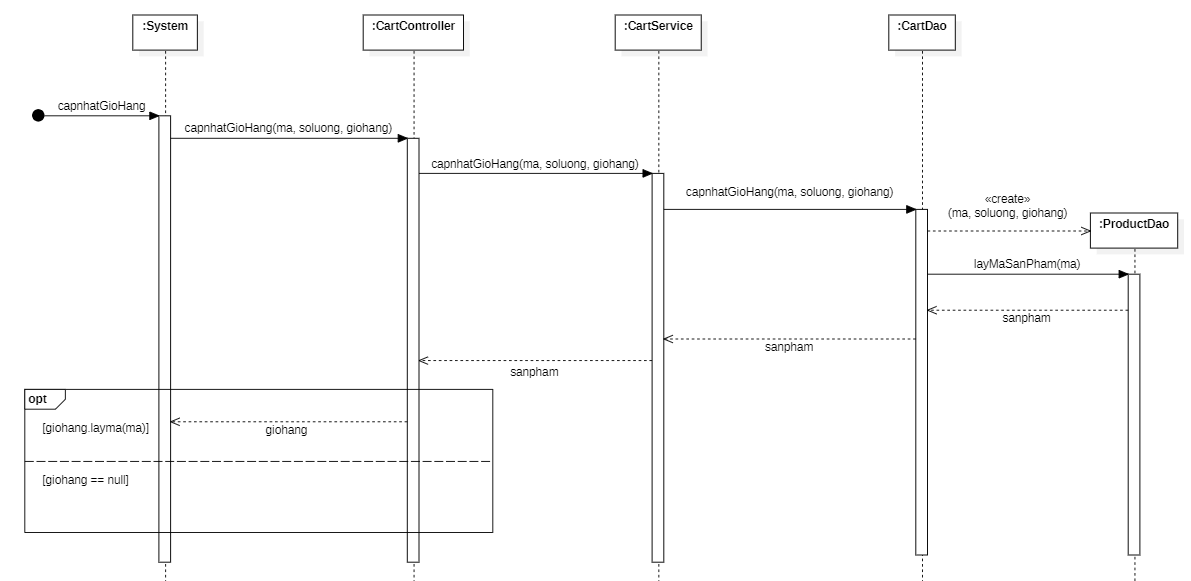 :System
:CartController
:CartService
:CartDao
capnhatGioHang
capnhatGioHang(ma, soluong, giohang)
capnhatGioHang(ma, soluong, giohang)
capnhatGioHang(ma, soluong, giohang)
«create»
(ma, soluong, giohang)
:ProductDao
layMaSanPham(ma)
sanpham
sanpham
sanpham
opt
[giohang.layma(ma)]
giohang
[giohang == null]